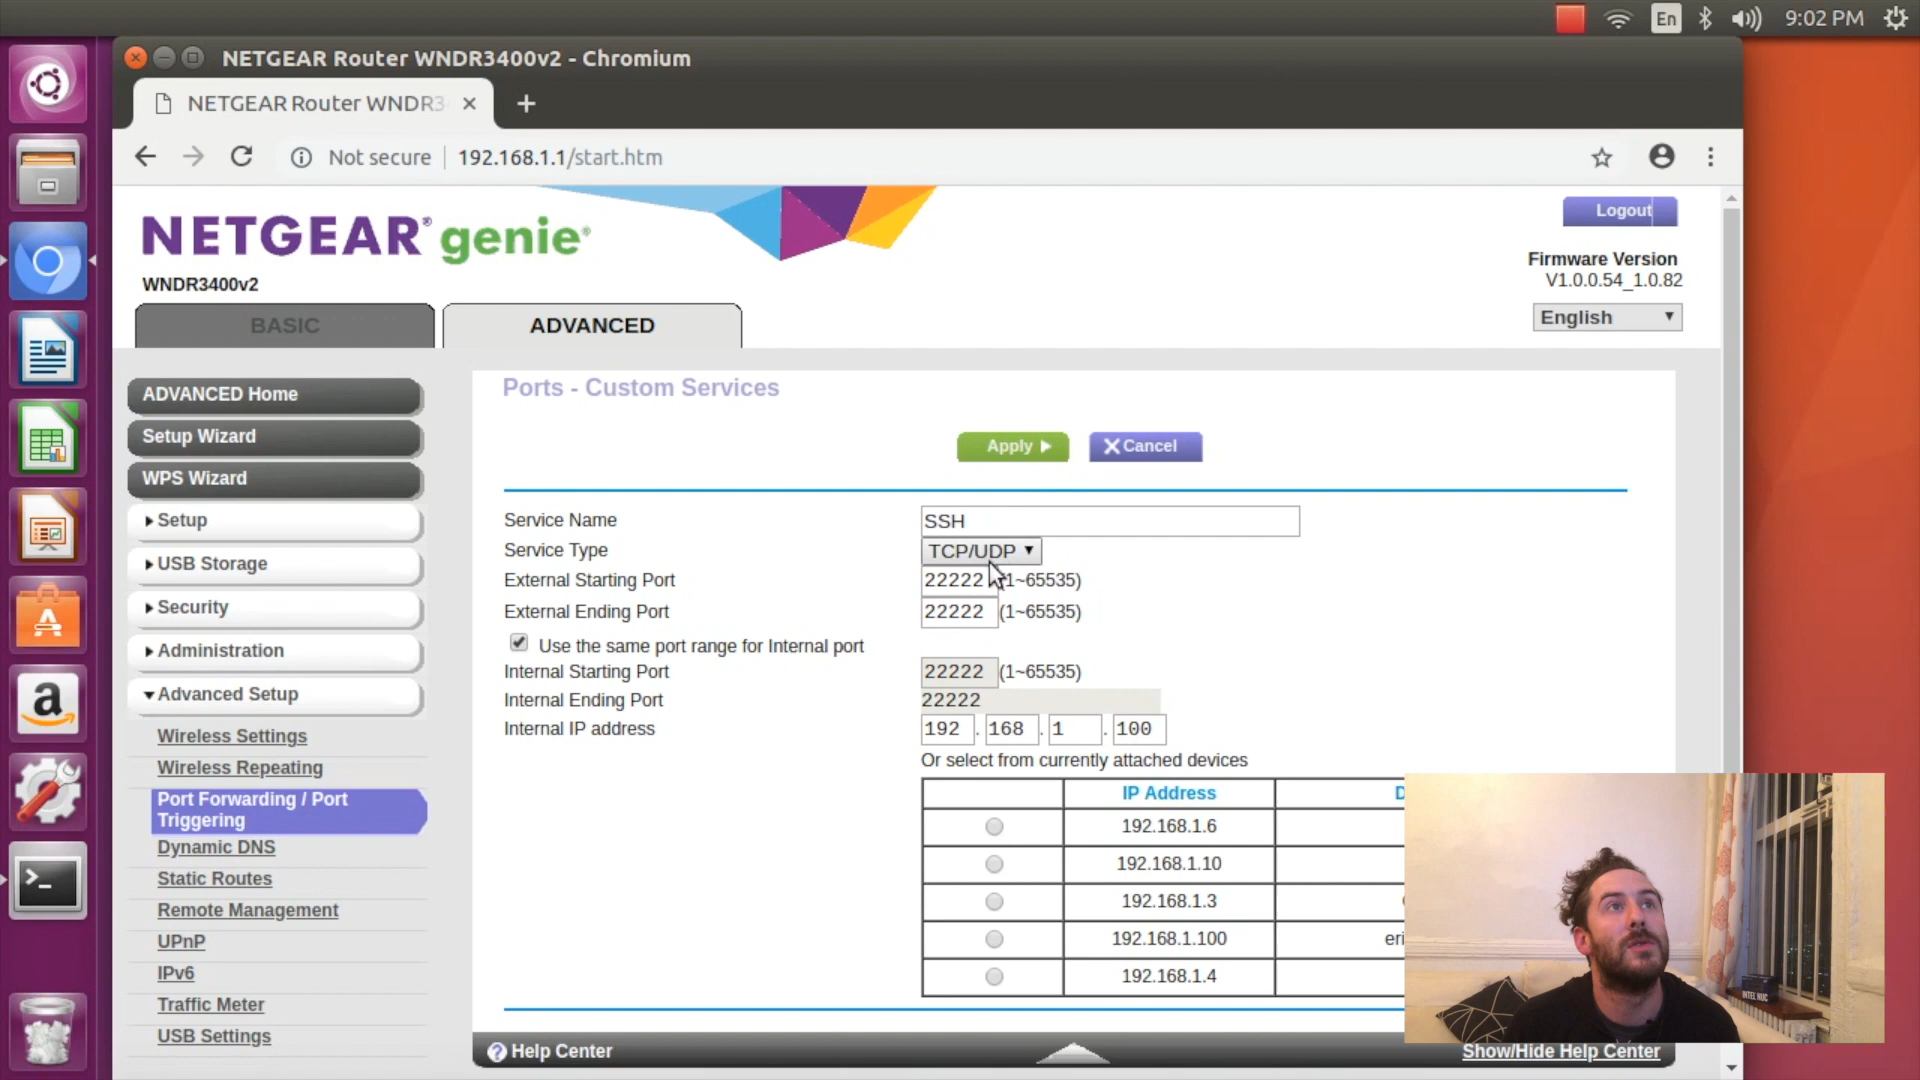 En
9:02 PM
NETGEAR Router WNDR3400v2 - Chromium
NETGEAR Router WNDR3
Not secure
192.168.1.1/start.htm
NETGEAR® genie®
WNDR3400v2
Logout
Firmware Version
V1.0.0.54_1.0.82
English
BASIC
ADVANCED
ADVANCED Home
Setup Wizard
WPS Wizard
Setup
USB Storage
Security
Administration
Advanced Setup
Wireless Settings
Wireless Repeating
Port Forwarding / Port
Triggering
Dynamic DNS
Static Routes
Remote Management
UPnP
IPv6
Traffic Meter
USB Settings
Ports - Custom Services
Apply
Cancel
Service Name SSH
Service Type TCP/UDP
External Starting Port 22222 (1~65535)
External Ending Port 22222 (1~65535)
Use the same port range for Internal port
Internal Starting Port 22222 (1~65535)
Internal Ending Port 22222
Internal IP address 192 . 168 . 1 . 100
Or select from currently attached devices
IP Address D
192.168.1.6
192.168.1.10
192.168.1.3
192.168.1.100 eri
192.168.1.4
INTEL NUC
Help Center
Show/Hide Help Center